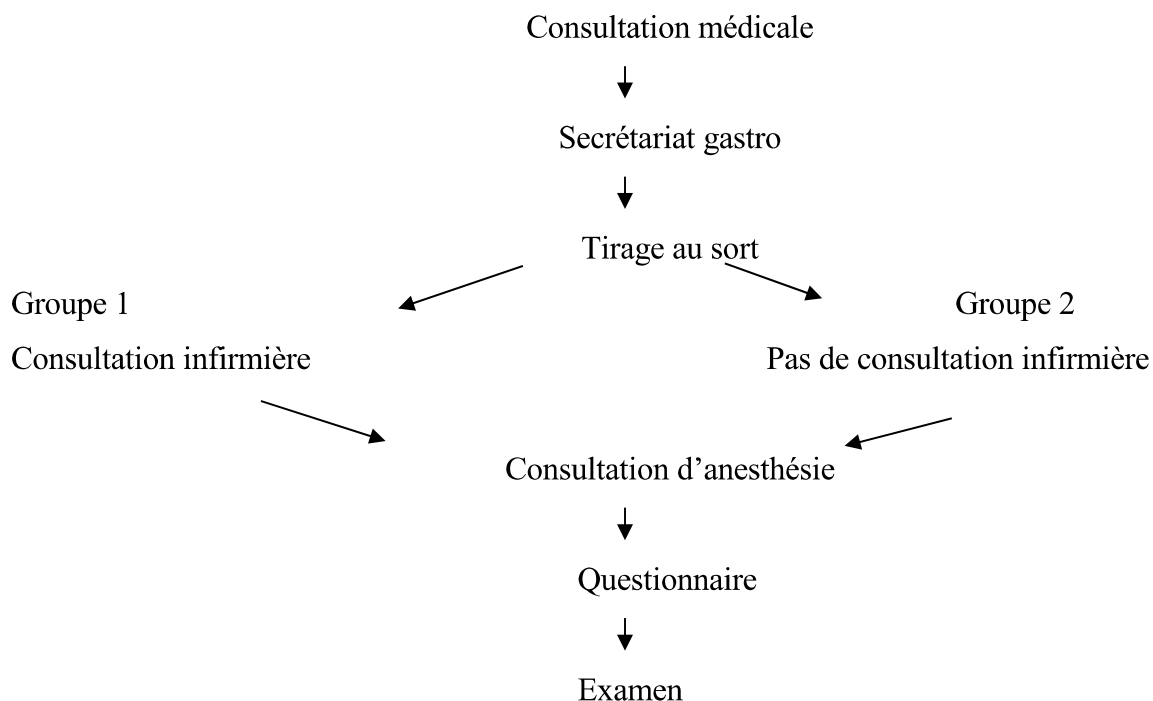 Consultation médicale
Secrétariat gastro
Tirage au sort
Groupe 1
Groupe 2
Consultation infirmière
Pas de consultation infirmière
Consultation d’anesthésie
Questionnaire
Examen